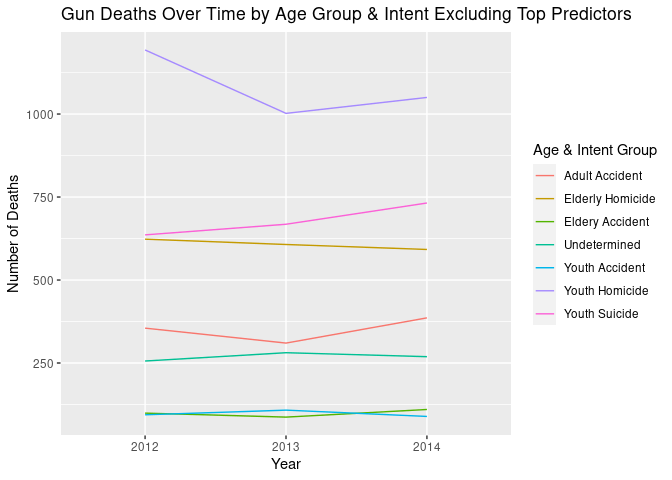 Gun Deaths Over Time by Age Group & Intent Excluding Top Predictors
1000
750
500
250
Number of Deaths
2012
2013
2014
Year
Age & Intent Group
Adult Accident
Elderly Homicide
Eldery Accident
Undetermined
Youth Accident
Youth Homicide
Youth Suicide